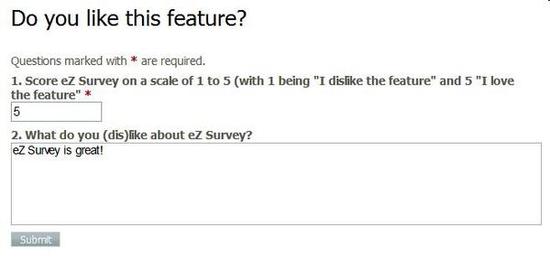 Do you like this feature?
Questions marked with * are required.
1. Score eZ Survey on a scale of 1 to 5 (with 1 being "I dislike the feature" and 5 "I love
the feature" *
5
2. What do you (dis)like about eZ Survey?
eZ Survey is great!
Submit